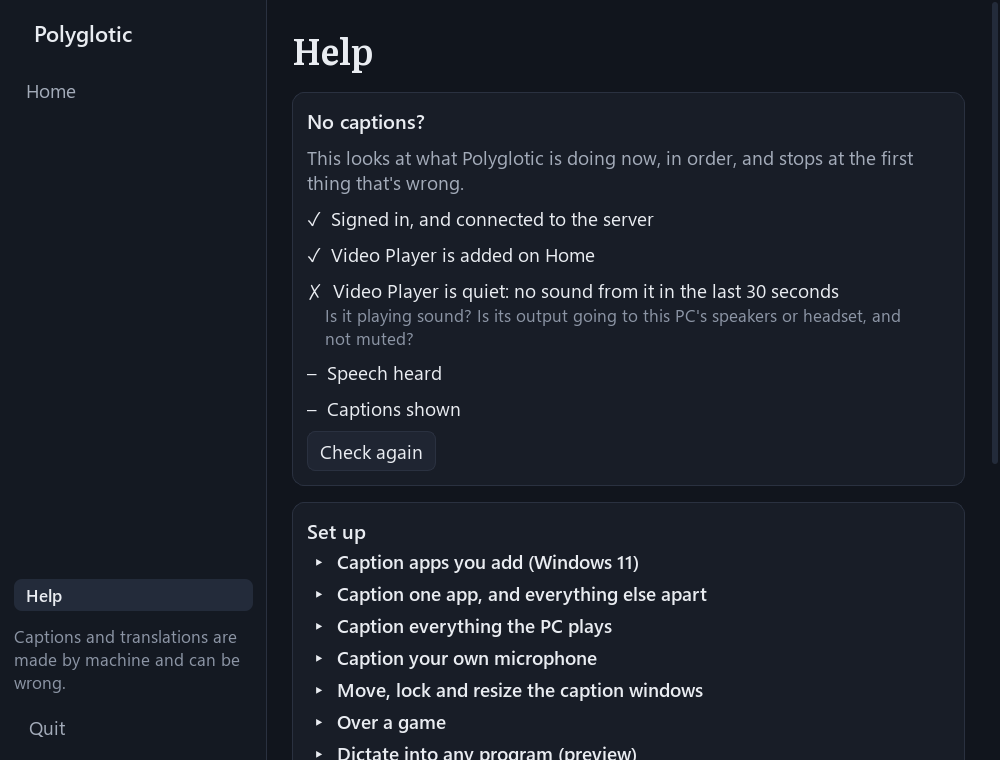 Polyglotic
Home
Help
Captions and translations are
made by machine and can be
wrong.
Quit
Help
No captions?
This looks at what Polyglotic is doing now, in order, and stops at the first
thing that's wrong.
✓ Signed in, and connected to the server
✓ Video Player is added on Home
✗ Video Player is quiet: no sound from it in the last 30 seconds
Is it playing sound? Is its output going to this PC's speakers or headset, and
not muted?
– Speech heard
– Captions shown
Check again
Set up
▸ Caption apps you add (Windows 11)
▸ Caption one app, and everything else apart
▸ Caption everything the PC plays
▸ Caption your own microphone
▸ Move, lock and resize the caption windows
▸ Over a game
▸ Dictate into any program (preview)